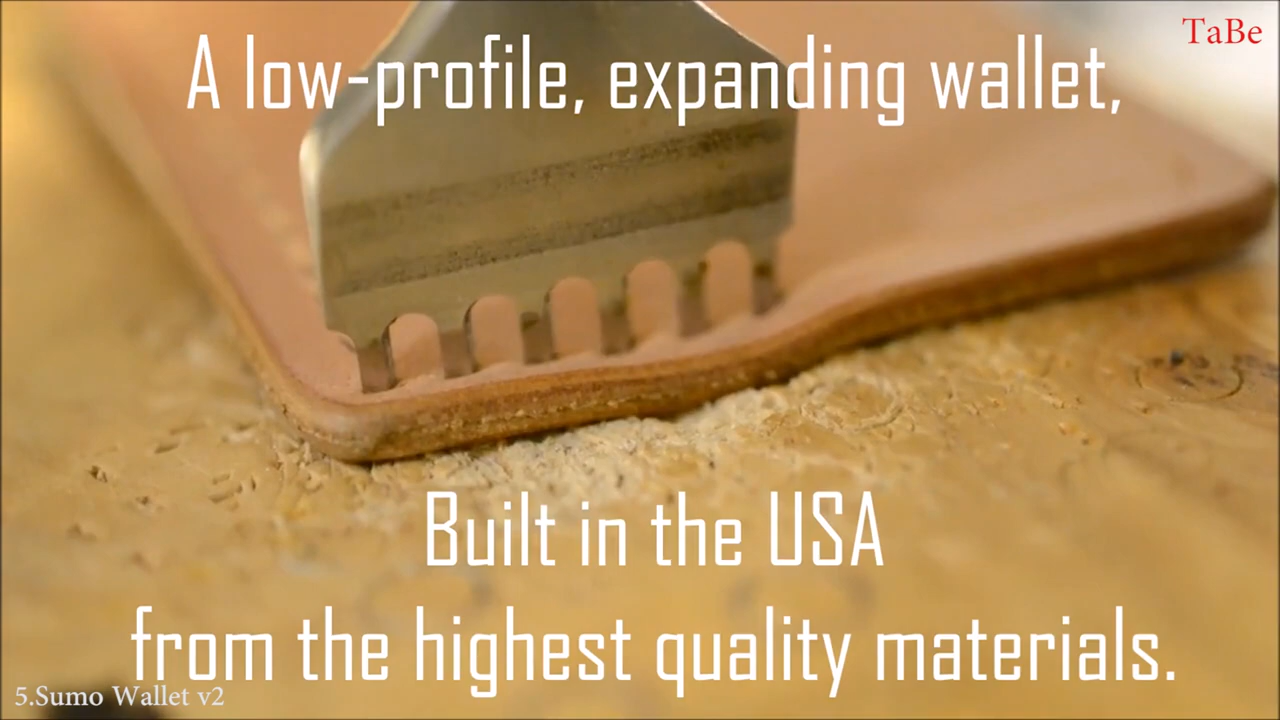 TaBe
A low-profile, expanding wallet,
Built in the USA
from the highest quality materials.
5.Sumo Wallet v2